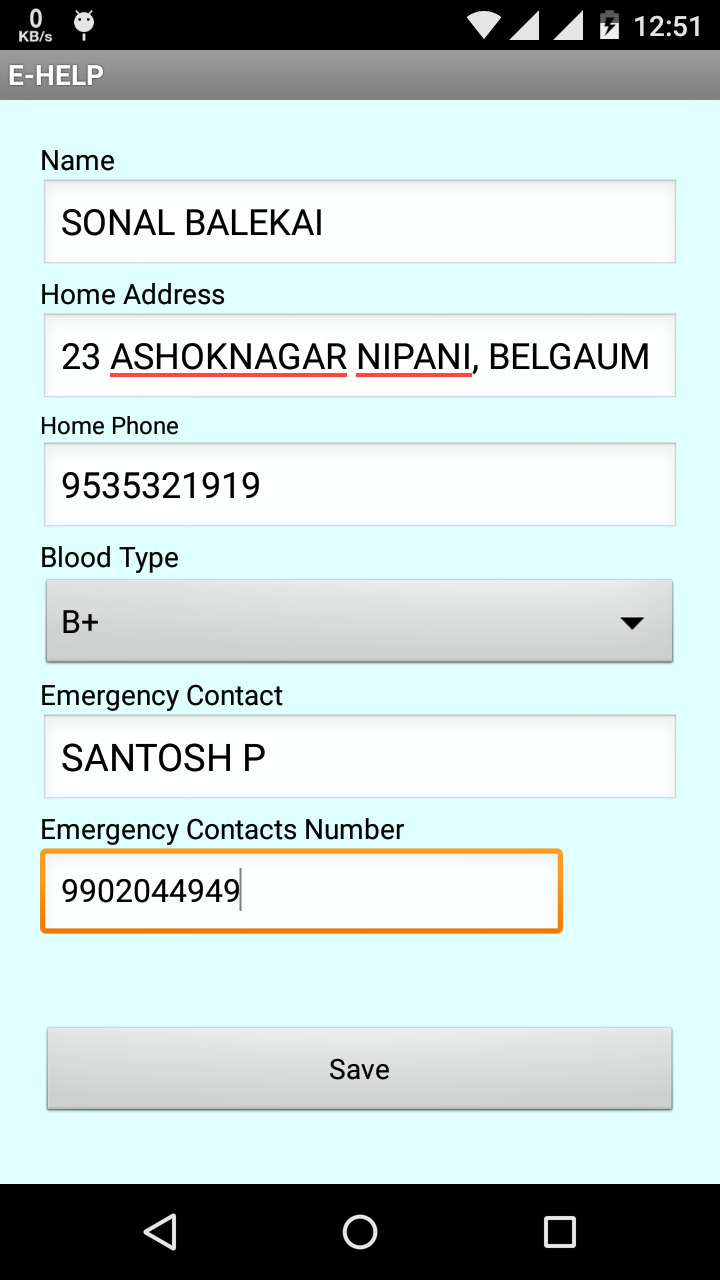 0
KB/s
12:51
E-HELP
Name
SONAL BALEKAI
Home Address
23 ASHOKNAGAR NIPANI, BELGAUM
Home Phone
9535321919
Blood Type
B+
Emergency Contact
SANTOSH P
Emergency Contacts Number
9902044949
Save